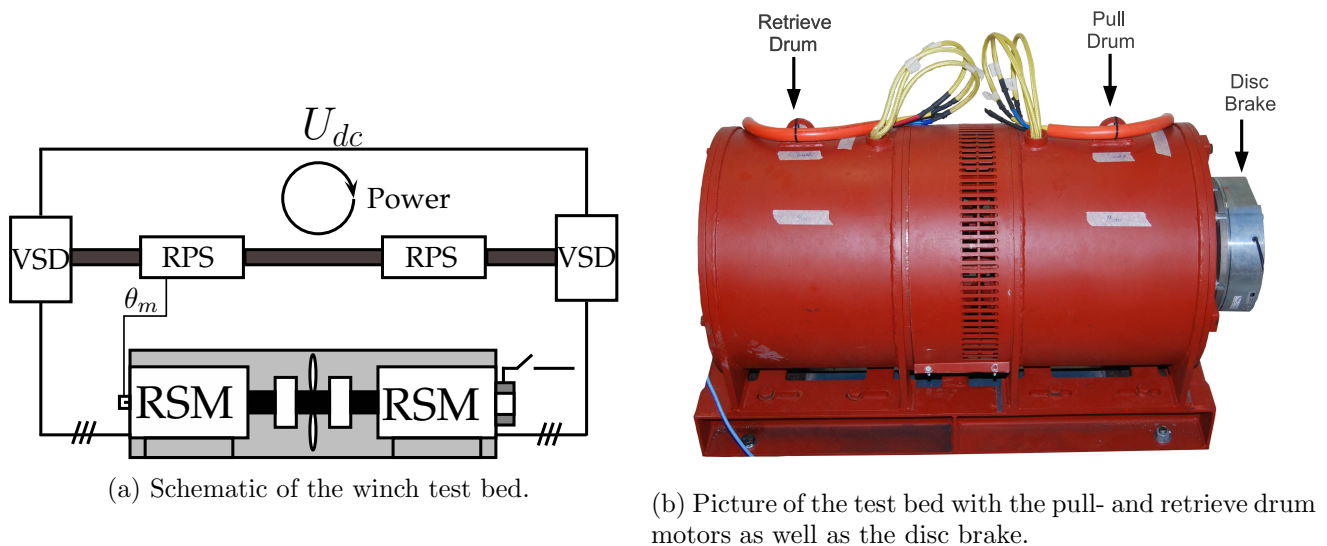 U_{dc}
Power
VSD
RPS
RPS
VSD
θ_m
RSM
RSM
(a) Schematic of the winch test bed.
Retrieve
Drum
Pull
Drum
Disc
Brake
(b) Picture of the test bed with the pull- and retrieve drum
motors as well as the disc brake.